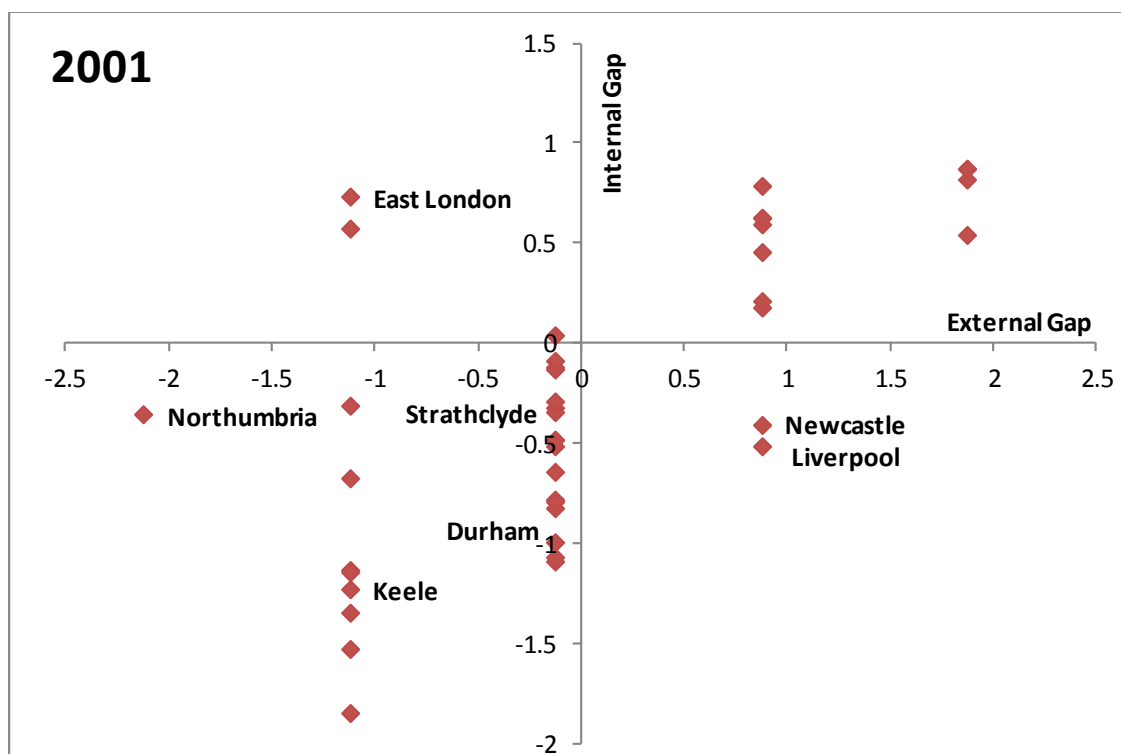 2001
1.5
Internal Gap
1
East London
0.5
External Gap
0
-2.5 -2 -1.5 -1 -0.5 0 0.5 1 1.5 2 2.5
Northumbria
Strathclyde
Newcastle
-0.5
Liverpool
Durham
-1
Keele
-1.5
-2